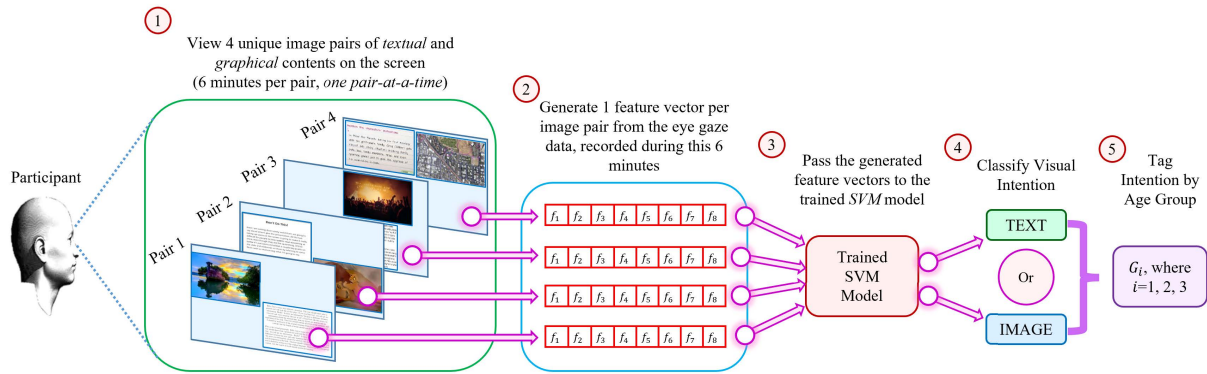 1
View 4 unique image pairs of textual and
graphical contents on the screen
(6 minutes per pair, one pair-at-a-time)
Participant
Pair 1
Pair 2
Pair 3
Pair 4
2
Generate 1 feature vector per
image pair from the eye gaze
data, recorded during this 6
minutes
f1 f2 f3 f4 f5 f6 f7 f8
f1 f2 f3 f4 f5 f6 f7 f8
f1 f2 f3 f4 f5 f6 f7 f8
f1 f2 f3 f4 f5 f6 f7 f8
3
Pass the generated
feature vectors to the
trained SVM model
Trained
SVM
Model
4
Classify Visual
Intention
TEXT
Or
IMAGE
5
Tag
Intention by
Age Group
Gi, where
i=1, 2, 3